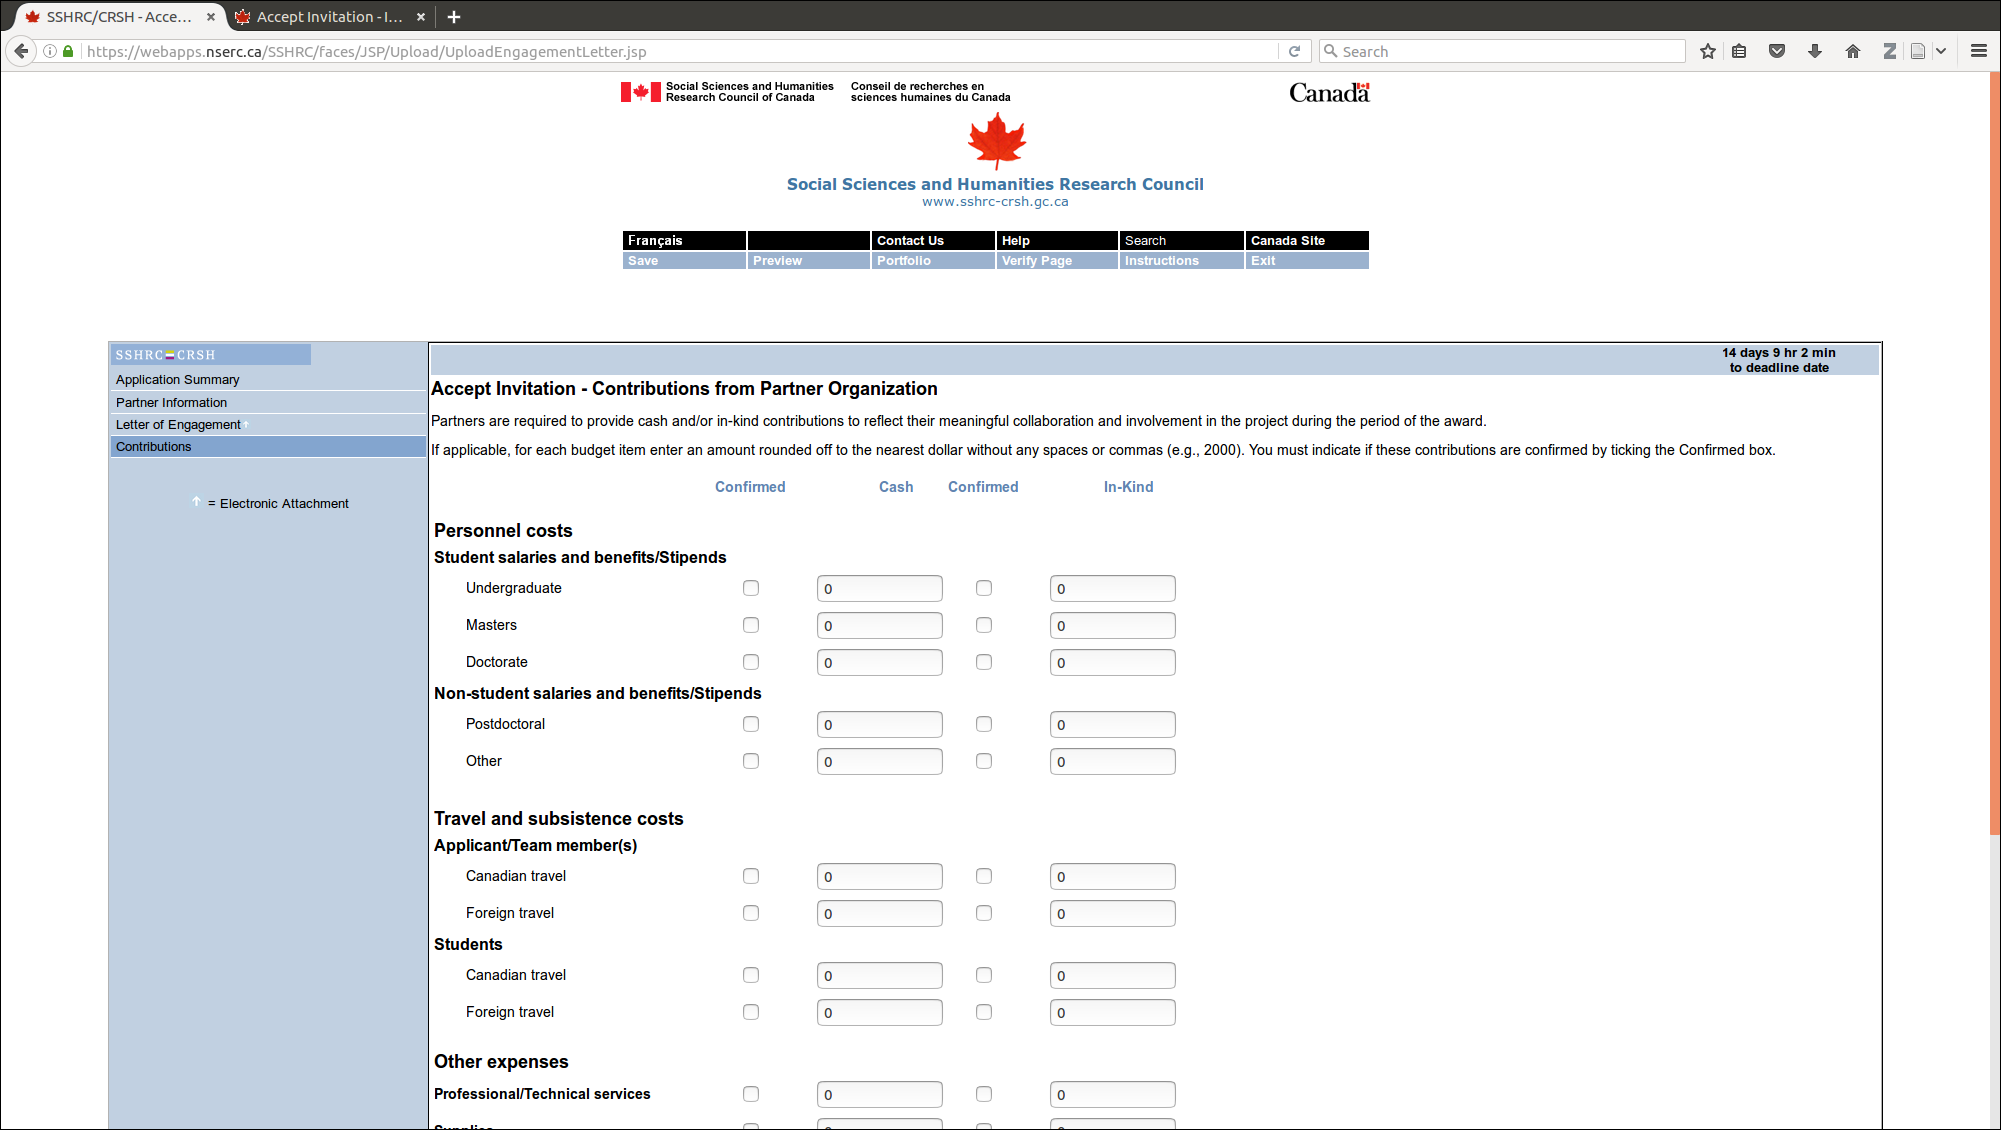 SSHRC/CRSH - Acce...
Accept Invitation - I...
https://webapps.nserc.ca/SSHRC/faces/JSP/Upload/UploadEngagementLetter.jsp
Search
Social Sciences and Humanities
Research Council of Canada
Conseil de recherches en
sciences humaines du Canada
Canada
Social Sciences and Humanities Research Council
www.sshrc-crsh.gc.ca
Français Contact Us Help Search Canada Site
Save Preview Portfolio Verify Page Instructions Exit
SSHRC CRSH
Application Summary
Partner Information
Letter of Engagement
Contributions
= Electronic Attachment
14 days 9 hr 2 min
to deadline date
Accept Invitation - Contributions from Partner Organization
Partners are required to provide cash and/or in-kind contributions to reflect their meaningful collaboration and involvement in the project during the period of the award.
If applicable, for each budget item enter an amount rounded off to the nearest dollar without any spaces or commas (e.g., 2000). You must indicate if these contributions are confirmed by ticking the Confirmed box.
Confirmed Cash Confirmed In-Kind
Personnel costs
Student salaries and benefits/Stipends
Undergraduate 0 0
Masters 0 0
Doctorate 0 0
Non-student salaries and benefits/Stipends
Postdoctoral 0 0
Other 0 0
Travel and subsistence costs
Applicant/Team member(s)
Canadian travel 0 0
Foreign travel 0 0
Students
Canadian travel 0 0
Foreign travel 0 0
Other expenses
Professional/Technical services 0 0